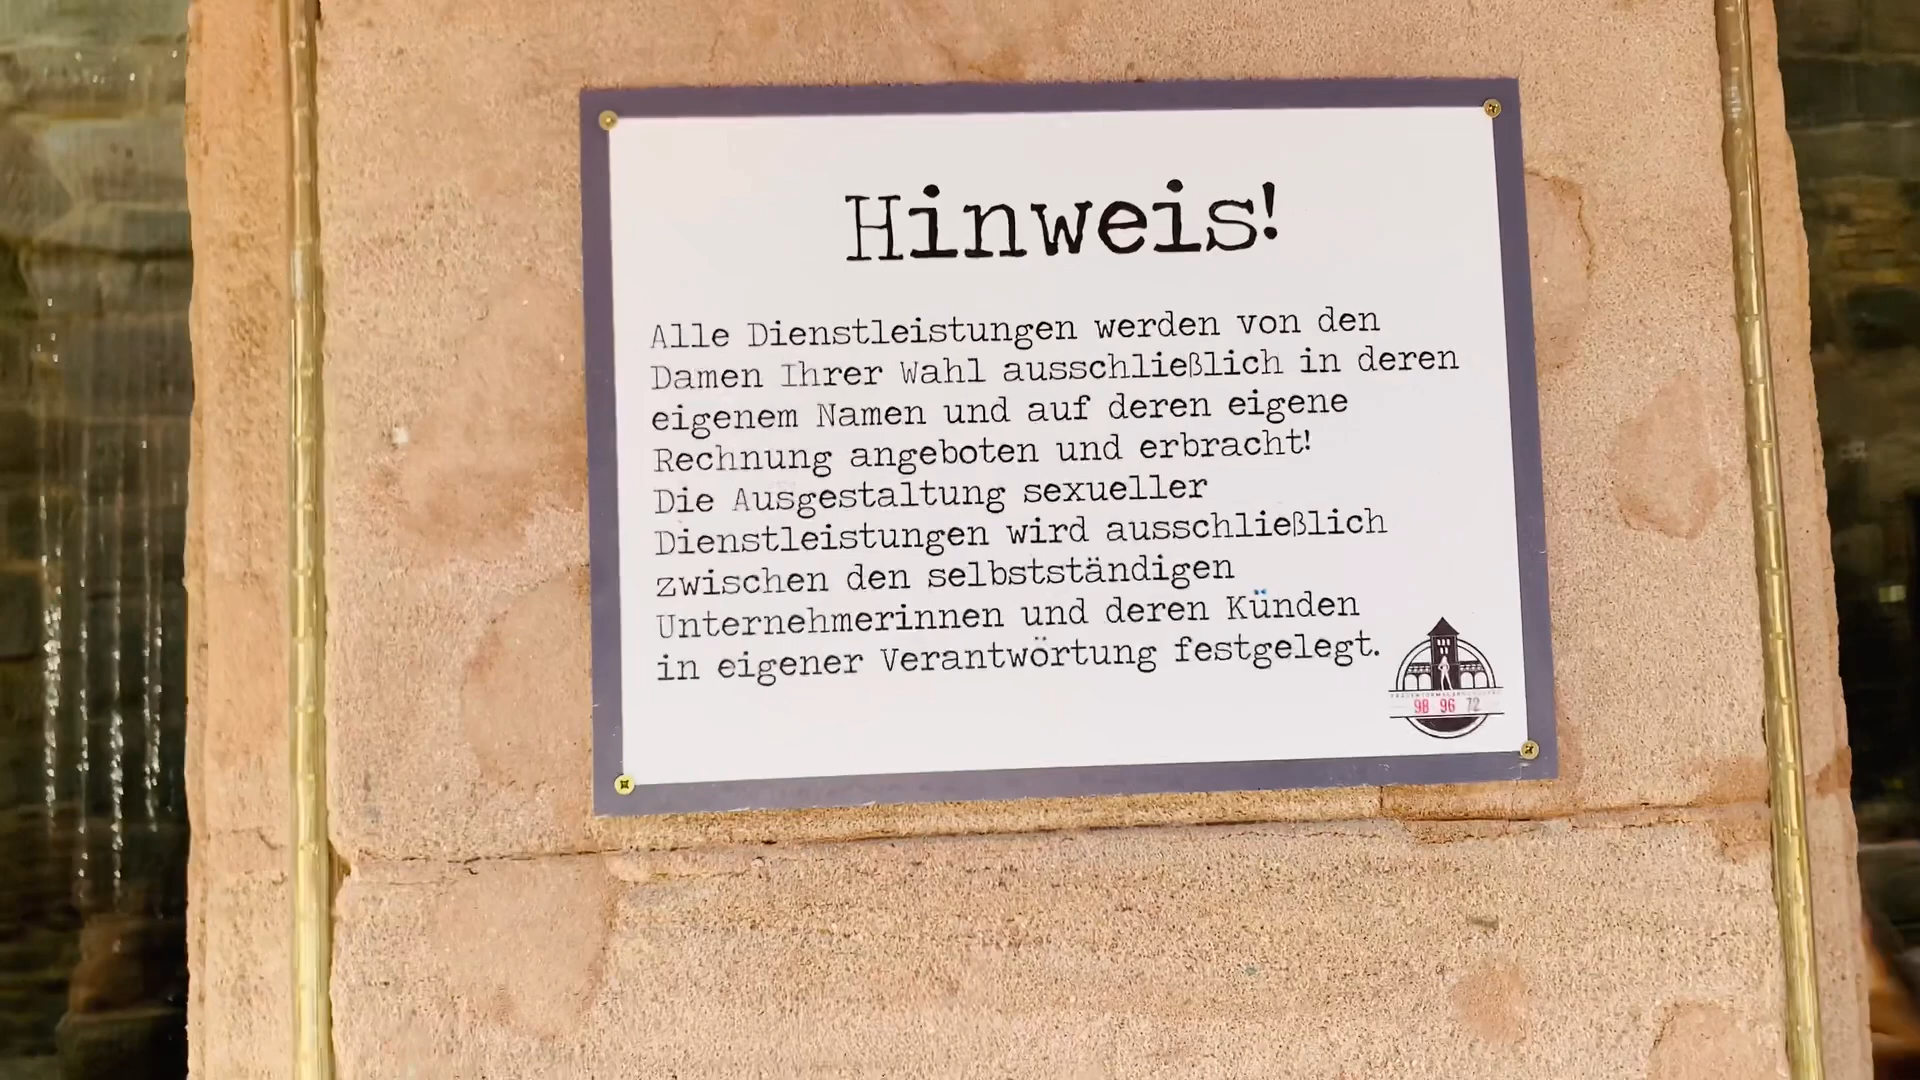 Hinweis!
Alle Dienstleistungen werden von den
Damen Ihrer Wahl ausschließlich in deren
eigenem Namen und auf deren eigene
Rechnung angeboten und erbracht!
Die Ausgestaltung sexueller
Dienstleistungen wird ausschließlich
zwischen den selbstständigen
Unternehmerinnen und deren Künden
in eigener Verantwörtung festgelegt.
98 96 72